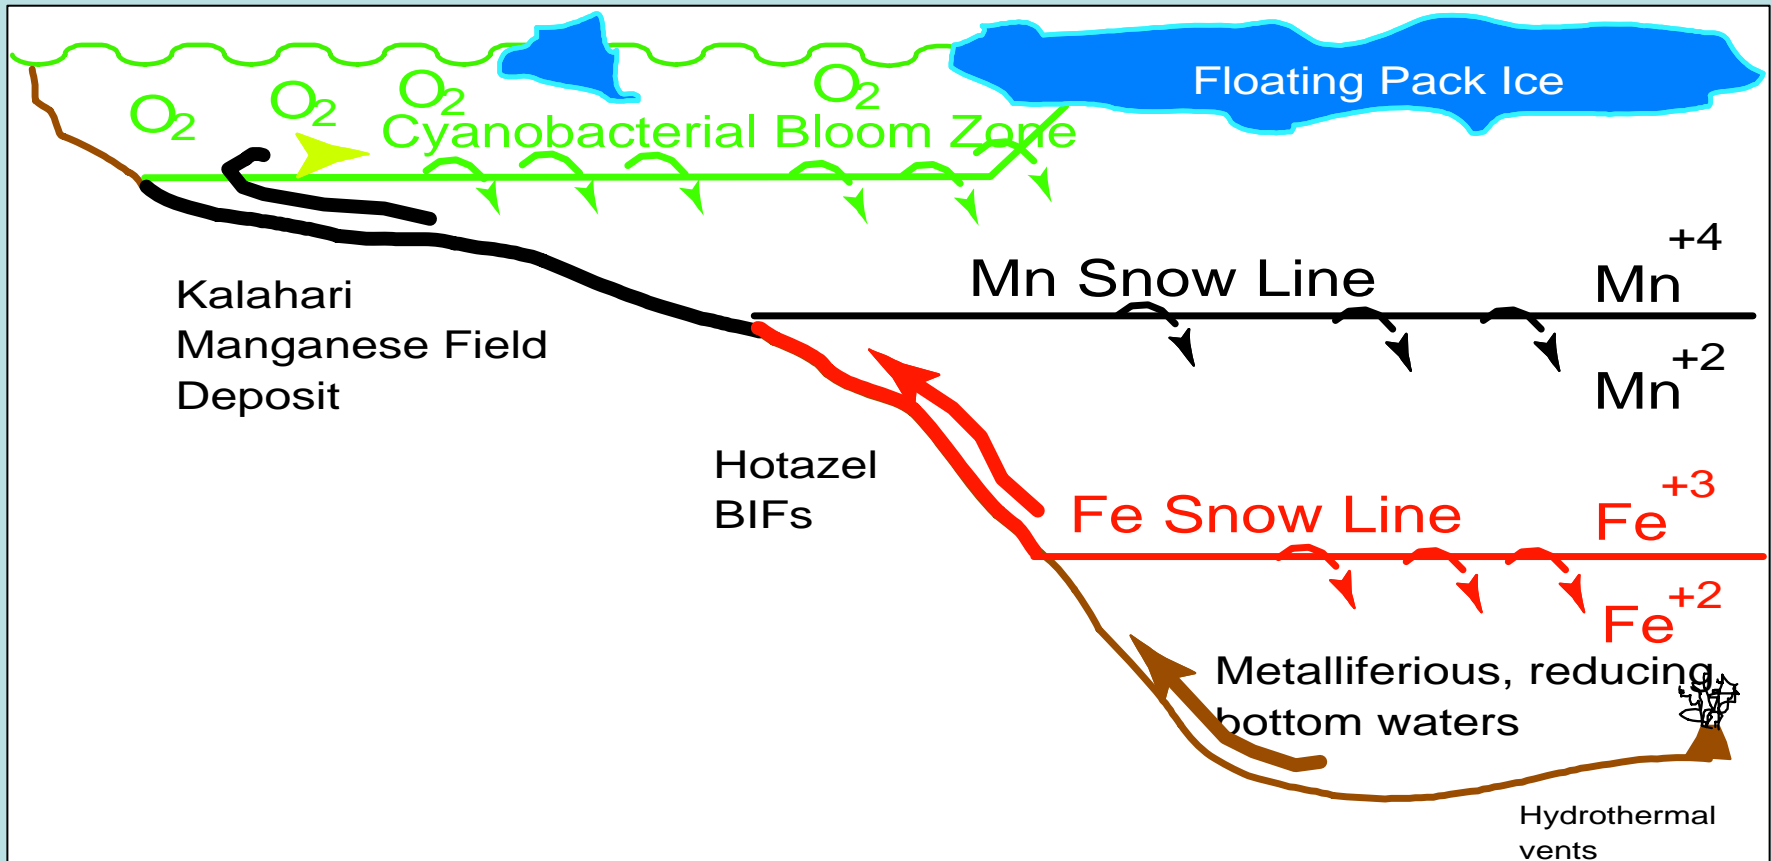 Floating Pack Ice
O2 O2 O2 O2
Cyanobacterial Bloom Zone
Mn Snow Line
Mn+4
Mn+2
Kalahari
Manganese Field
Deposit
Hotazel
BIFs
Fe Snow Line
Fe+3
Fe+2
Metalliferious, reducing,
bottom waters
Hydrothermal
vents